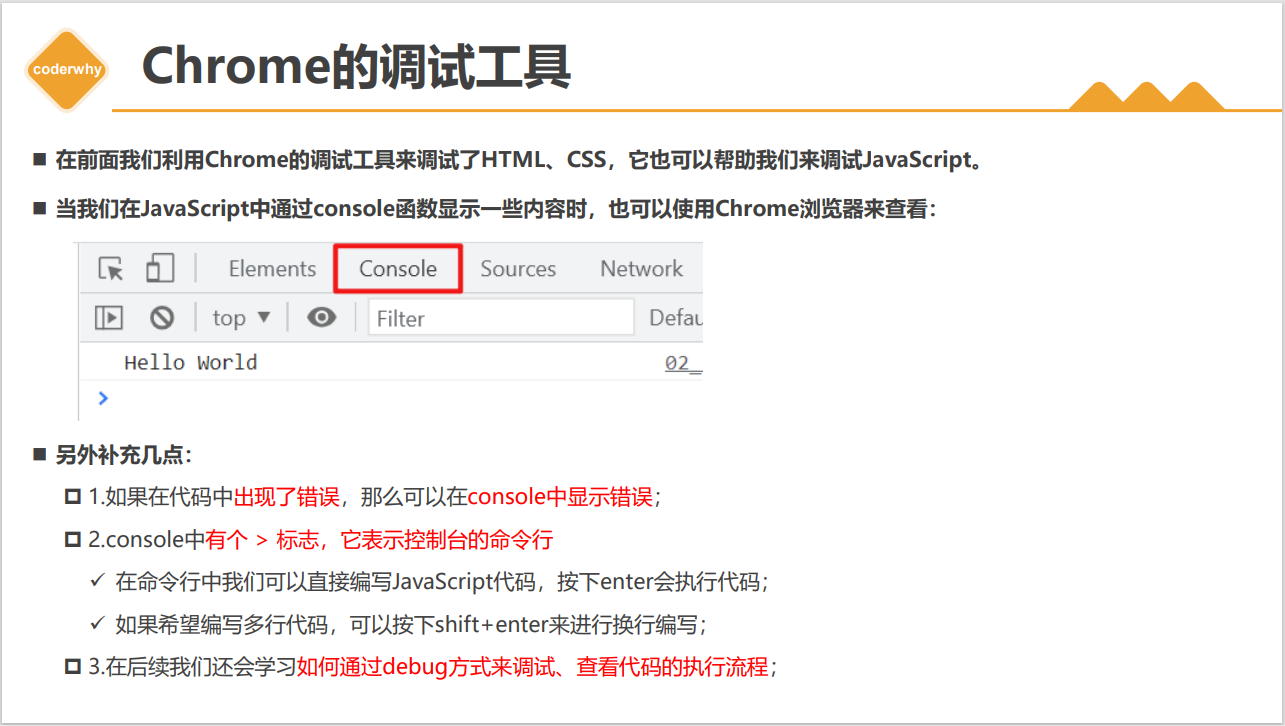 coderwhy
Chrome的调试工具
在前面我们利用Chrome的调试工具来调试了HTML、CSS，它也可以帮助我们来调试JavaScript。
当我们在JavaScript中通过console函数显示一些内容时，也可以使用Chrome浏览器来查看：
Elements Console Sources Network
top Filter Defau
Hello World 02_
>
另外补充几点：
1.如果在代码中出现了错误，那么可以在console中显示错误；
2.console中有个 > 标志，它表示控制台的命令行
在命令行中我们可以直接编写JavaScript代码，按下enter会执行代码；
如果希望编写多行代码，可以按下shift+enter来进行换行编写；
3.在后续我们还会学习如何通过debug方式来调试、查看代码的执行流程；